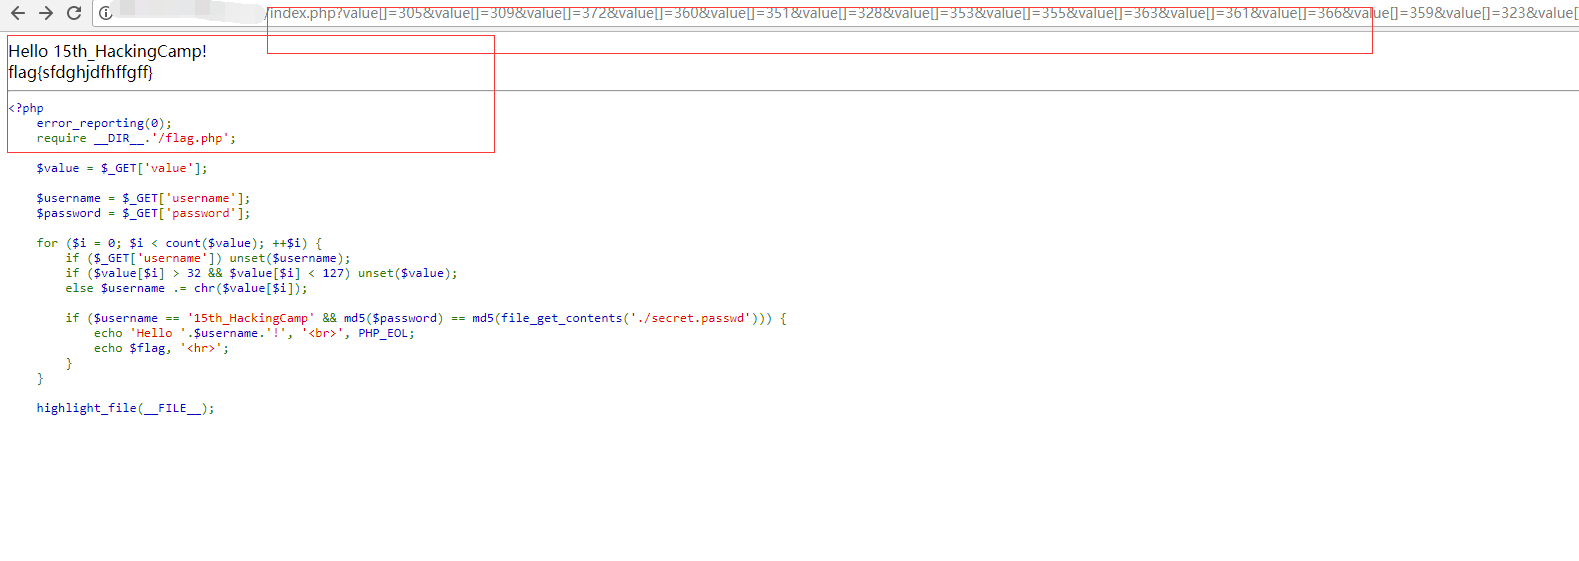 /index.php?value[]=305&value[]=309&value[]=372&value[]=360&value[]=351&value[]=328&value[]=353&value[]=355&value[]=363&value[]=361&value[]=366&value[]=359&value[]=323&value[
Hello 15th_HackingCamp!
flag{sfdghjdfhffgff}
<?php
    error_reporting(0);
    require __DIR__.'/flag.php';
    $value = $_GET['value'];
    $username = $_GET['username'];
    $password = $_GET['password'];
    for ($i = 0; $i < count($value); ++$i) {
        if ($_GET['username']) unset($username);
        if ($value[$i] > 32 && $value[$i] < 127) unset($value);
        else $username .= chr($value[$i]);
        if ($username == '15th_HackingCamp' && md5($password) == md5(file_get_contents('./secret.passwd'))) {
            echo 'Hello '.$username.'!', '<br>', PHP_EOL;
            echo $flag, '<hr>';
        }
    }
    highlight_file(__FILE__);